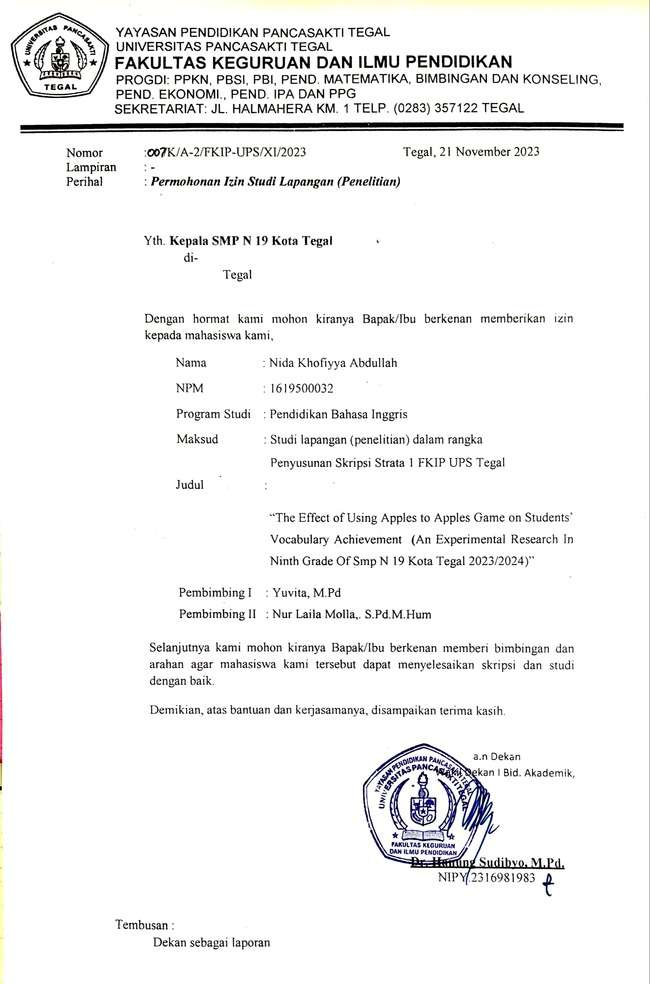 YAYASAN PENDIDIKAN PANCASAKTI TEGAL
UNIVERSITAS PANCASAKTI TEGAL
FAKULTAS KEGURUAN DAN ILMU PENDIDIKAN
PROGDI: PPKN, PBSI, PBI, PEND. MATEMATIKA, BIMBINGAN DAN KONSELING,
PEND. EKONOMI., PEND. IPA DAN PPG
SEKRETARIAT: JL. HALMAHERA KM. 1 TELP. (0283) 357122 TEGAL
UNIVERSITAS PANCASAKTI
TEGAL
Nomor :007K/A-2/FKIP-UPS/XI/2023 Tegal, 21 November 2023
Lampiran : -
Perihal : Permohonan Izin Studi Lapangan (Penelitian)
Yth. Kepala SMP N 19 Kota Tegal
di-
Tegal
Dengan hormat kami mohon kiranya Bapak/Ibu berkenan memberikan izin
kepada mahasiswa kami,
Nama : Nida Khofiyya Abdullah
NPM : 1619500032
Program Studi : Pendidikan Bahasa Inggris
Maksud : Studi lapangan (penelitian) dalam rangka
Penyusunan Skripsi Strata 1 FKIP UPS Tegal
Judul :
“The Effect of Using Apples to Apples Game on Students’
Vocabulary Achievement (An Experimental Research In
Ninth Grade Of Smp N 19 Kota Tegal 2023/2024)”
Pembimbing I : Yuvita, M.Pd
Pembimbing II : Nur Laila Molla,. S.Pd.M.Hum
Selanjutnya kami mohon kiranya Bapak/Ibu berkenan memberi bimbingan dan
arahan agar mahasiswa kami tersebut dapat menyelesaikan skripsi dan studi
dengan baik.
Demikian, atas bantuan dan kerjasamanya, disampaikan terima kasih.
a.n Dekan
Dekan I Bid. Akademik,
YAYASAN PENDIDIKAN PANCASAKTI TEGAL
UNIVERSITAS PANCASAKTI TEGAL
FAKULTAS KEGURUAN
DAN ILMU PENDIDIKAN
Dr. Hanung Sudibyo, M.Pd.
NIPY 2316981983
Tembusan :
Dekan sebagai laporan